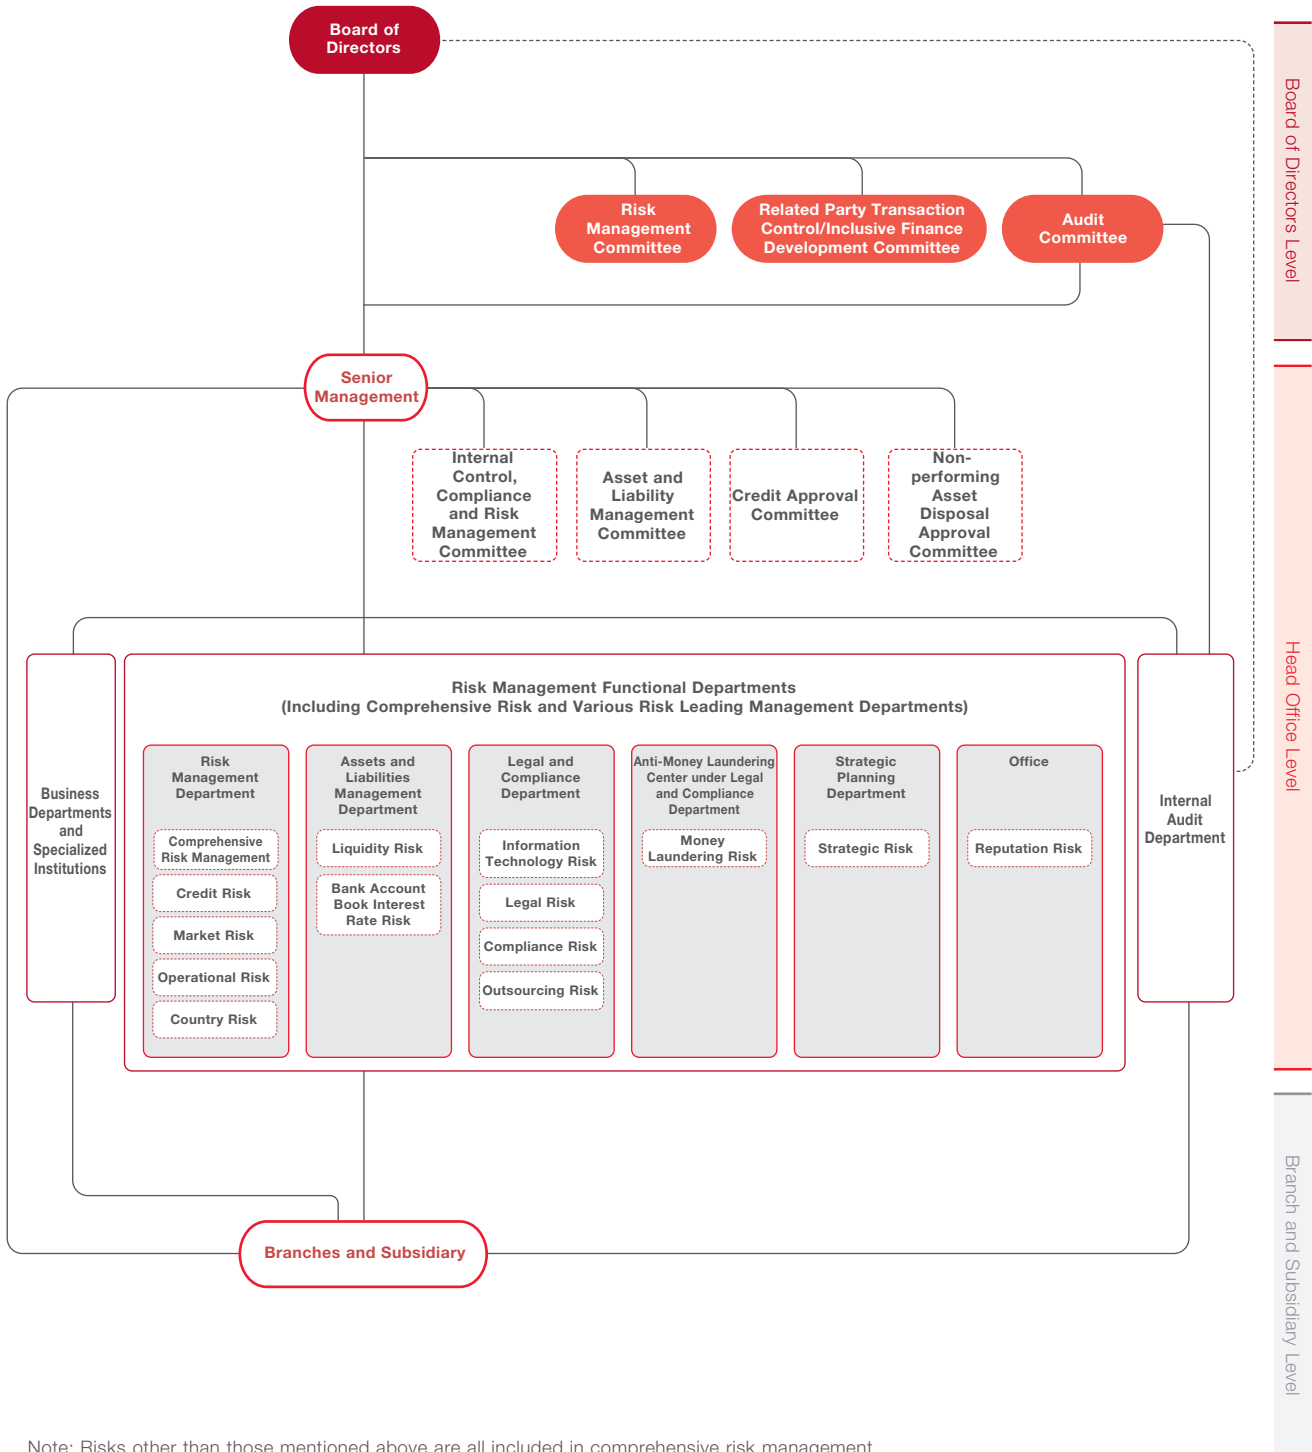 Board of
Directors
Risk
Management
Committee
Related Party Transaction
Control/Inclusive Finance
Development Committee
Audit
Committee
Board of Directors Level
Senior
Management
Internal
Control,
Compliance
and Risk
Management
Committee
Asset and
Liability
Management
Committee
Credit Approval
Committee
Non-
performing
Asset
Disposal
Approval
Committee
Head Office Level
Business
Departments
and
Specialized
Institutions
Risk Management Functional Departments
(Including Comprehensive Risk and Various Risk Leading Management Departments)
Risk
Management
Department
Comprehensive
Risk Management
Credit Risk
Market Risk
Operational Risk
Country Risk
Assets and
Liabilities
Management
Department
Liquidity Risk
Bank Account
Book Interest
Rate Risk
Legal and
Compliance
Department
Information
Technology Risk
Legal Risk
Compliance Risk
Outsourcing Risk
Anti-Money Laundering
Center under Legal
and Compliance
Department
Money
Laundering Risk
Strategic
Planning
Department
Strategic Risk
Office
Reputation Risk
Internal
Audit
Department
Branches and Subsidiary
Branch and Subsidiary Level
Note: Risks other than those mentioned above are all included in comprehensive risk management